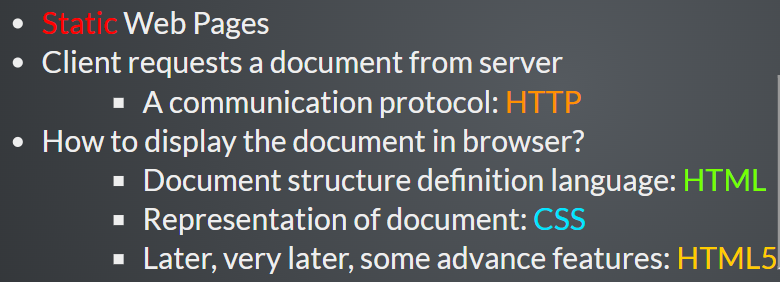 Static Web Pages
Client requests a document from server
A communication protocol: HTTP
How to display the document in browser?
Document structure definition language: HTML
Representation of document: CSS
Later, very later, some advance features: HTML5